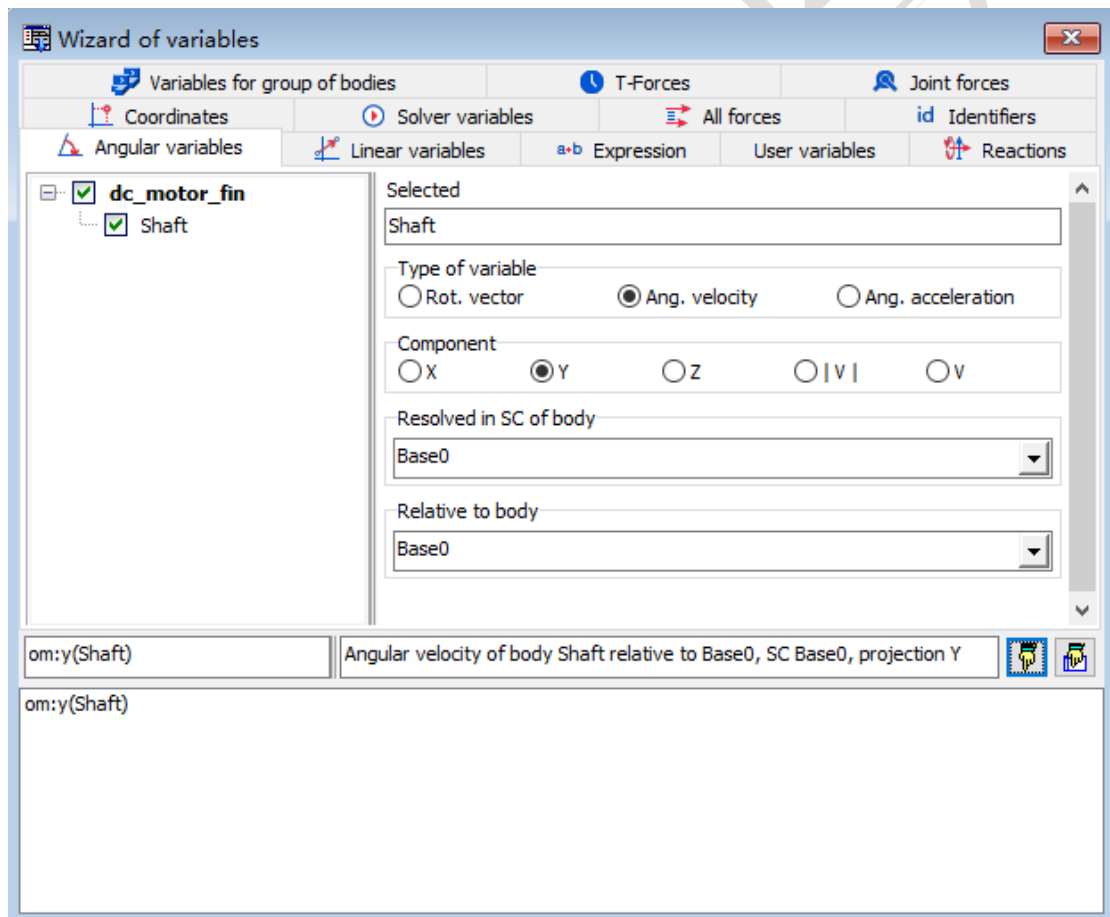 Wizard of variables
Variables for group of bodies T-Forces Joint forces
Coordinates Solver variables All forces id Identifiers
Angular variables Linear variables a+b Expression User variables Reactions
dc_motor_fin
Shaft
Selected
Shaft
Type of variable
Rot. vector Ang. velocity Ang. acceleration
Component
X Y Z | V | V
Resolved in SC of body
Base0
Relative to body
Base0
om:y(Shaft) Angular velocity of body Shaft relative to Base0, SC Base0, projection Y
om:y(Shaft)